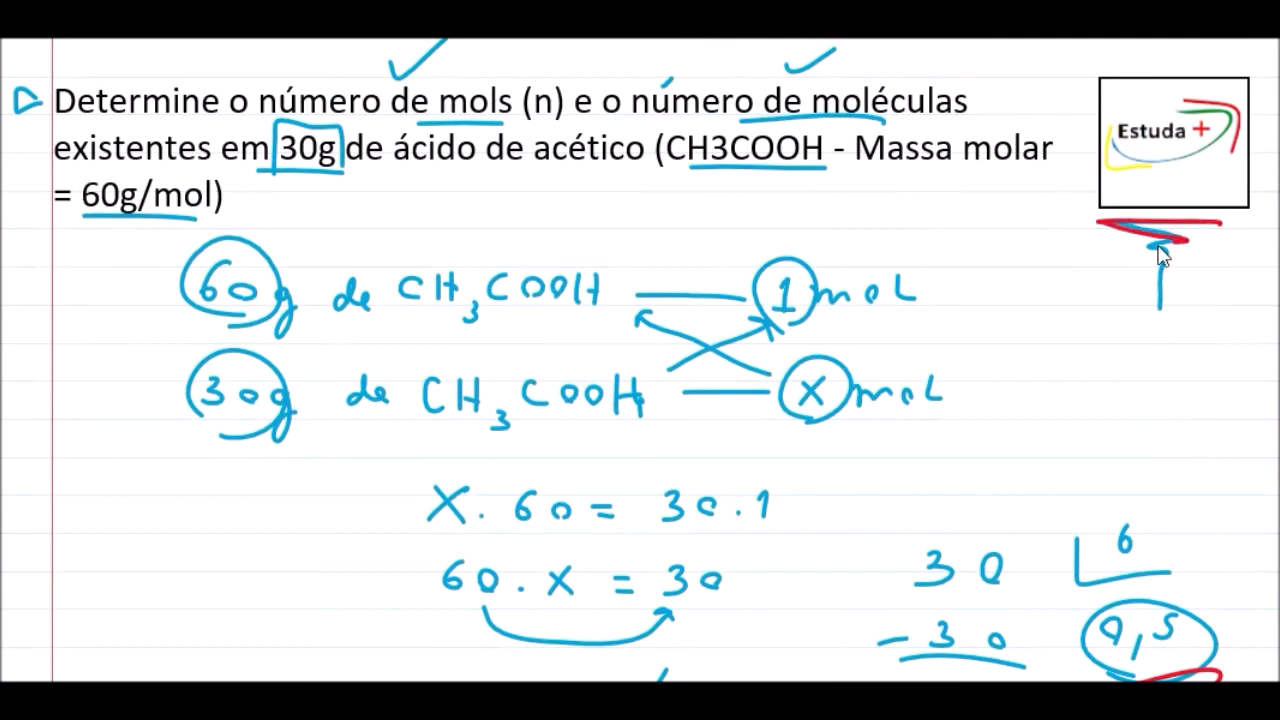 Determine o número de mols (n) e o número de moléculas
existentes em 30g de ácido de acético (CH3COOH - Massa molar
= 60g/mol)
Estuda +
60g de CH3COOH — 1 mol
30g de CH3COOH — X mol
X. 60 = 30.1
60. x = 30
30 6
- 30 0,5